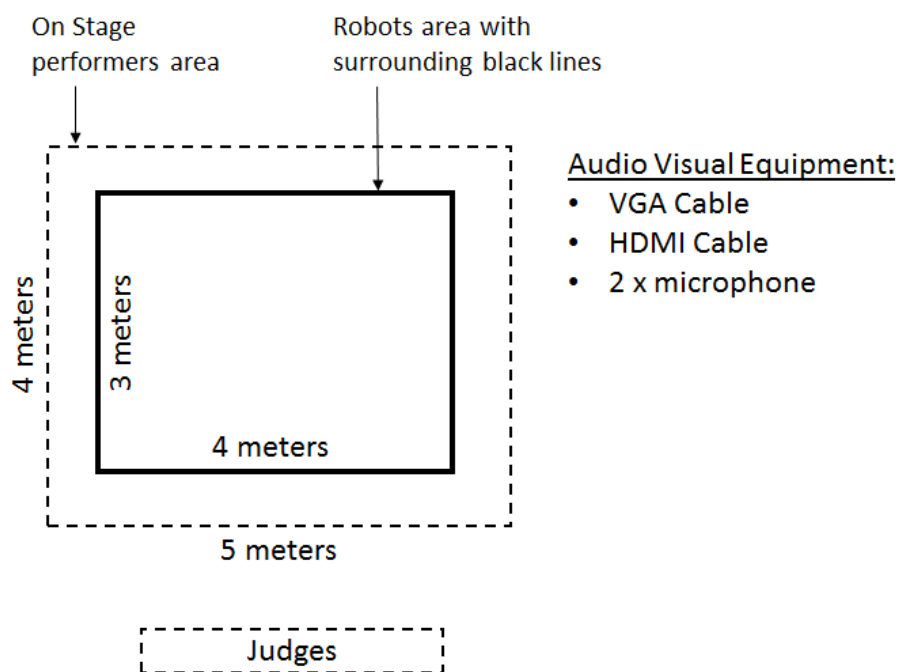 On Stage
performers area
Robots area with
surrounding black lines
Audio Visual Equipment:
• VGA Cable
• HDMI Cable
• 2 x microphone
4 meters
3 meters
4 meters
5 meters
Judges